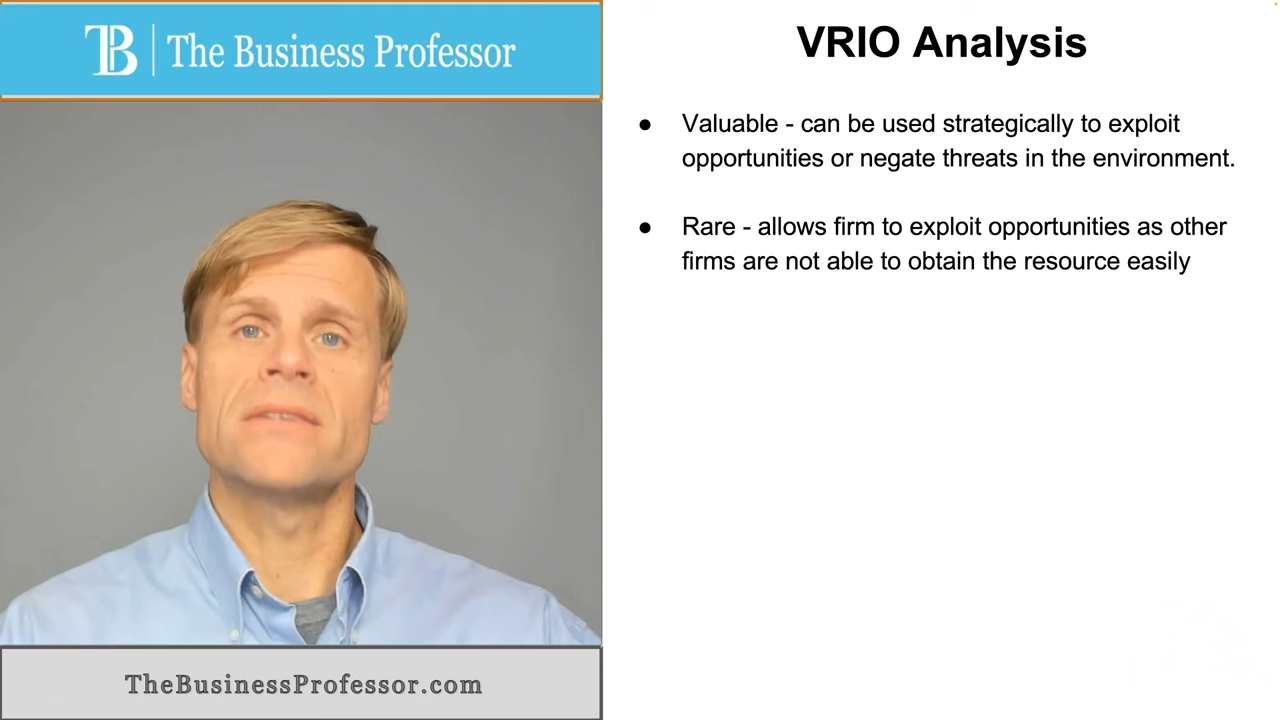 TB | The Business Professor
TheBusinessProfessor.com
VRIO Analysis
● Valuable - can be used strategically to exploit
opportunities or negate threats in the environment.
● Rare - allows firm to exploit opportunities as other
firms are not able to obtain the resource easily